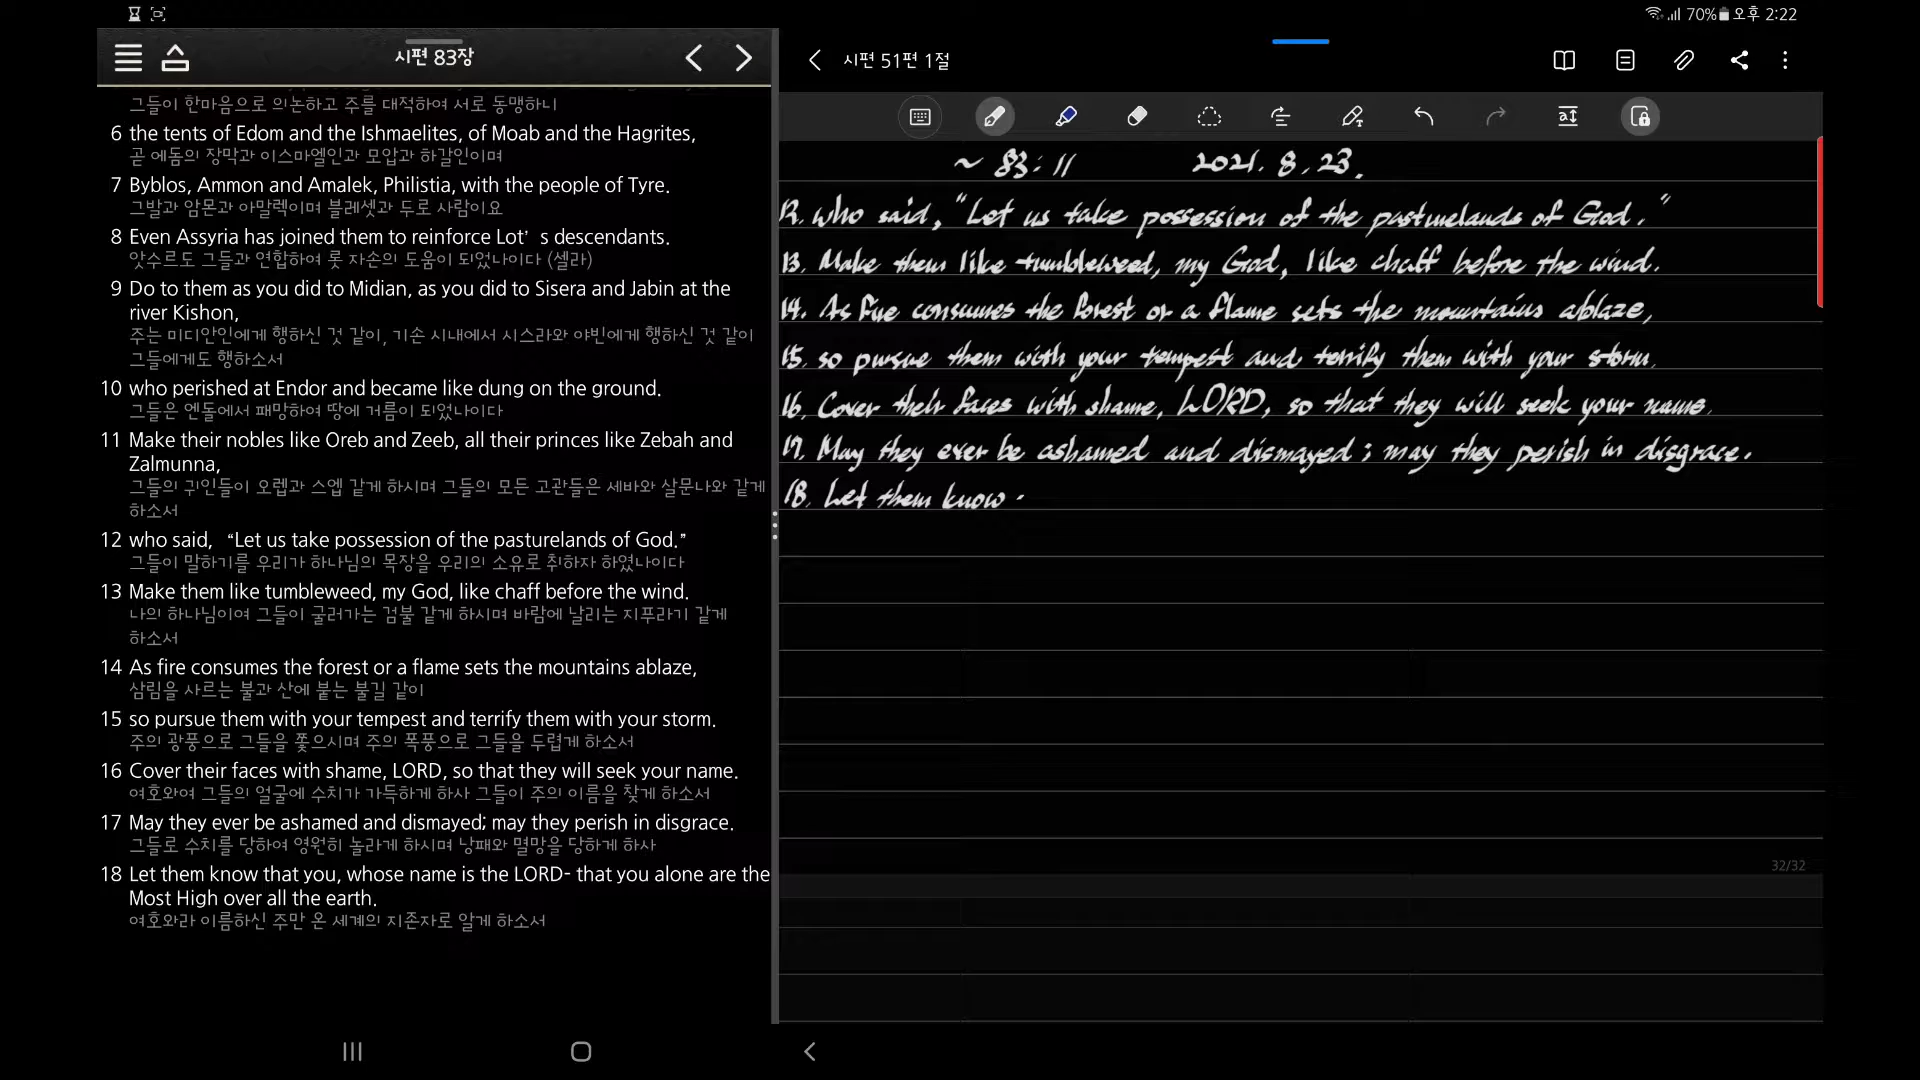 70% 오후 2:22
시편 83장
그들이 한마음으로 의논하고 주를 대적하여 서로 동맹하니
6 the tents of Edom and the Ishmaelites, of Moab and the Hagrites,
곧 에돔의 장막과 이스마엘인과 모압과 하갈인이며
7 Byblos, Ammon and Amalek, Philistia, with the people of Tyre.
그발과 암몬과 아말렉이며 블레셋과 두로 사람이요
8 Even Assyria has joined them to reinforce Lot’s descendants.
앗수르도 그들과 연합하여 롯 자손의 도움이 되었나이다 (셀라)
9 Do to them as you did to Midian, as you did to Sisera and Jabin at the
river Kishon,
주는 미디안인에게 행하신 것 같이, 기손 시내에서 시스라와 야빈에게 행하신 것 같이
그들에게도 행하소서
10 who perished at Endor and became like dung on the ground.
그들은 엔돌에서 패망하여 땅에 거름이 되었나이다
11 Make their nobles like Oreb and Zeeb, all their princes like Zebah and
Zalmunna,
그들의 귀인들이 오렙과 스엡 같게 하시며 그들의 모든 고관들은 세바와 살문나와 같게
하소서
12 who said, “Let us take possession of the pasturelands of God.”
그들이 말하기를 우리가 하나님의 목장을 우리의 소유로 취하자 하였나이다
13 Make them like tumbleweed, my God, like chaff before the wind.
나의 하나님이여 그들이 굴러가는 검불 같게 하시며 바람에 날리는 지푸라기 같게
하소서
14 As fire consumes the forest or a flame sets the mountains ablaze,
삼림을 사르는 불과 산에 붙는 불길 같이
15 so pursue them with your tempest and terrify them with your storm.
주의 광풍으로 그들을 쫓으시며 주의 폭풍으로 그들을 두렵게 하소서
16 Cover their faces with shame, LORD, so that they will seek your name.
여호와여 그들의 얼굴에 수치가 가득하게 하사 그들이 주의 이름을 찾게 하소서
17 May they ever be ashamed and dismayed; may they perish in disgrace.
그들로 수치를 당하여 영원히 놀라게 하시며 낭패와 멸망을 당하게 하사
18 Let them know that you, whose name is the LORD- that you alone are the
Most High over all the earth.
여호와라 이름하신 주만 온 세계의 지존자로 알게 하소서
시편 51편 1절
~ 83:11 2021. 8. 23.
12. who said, “Let us take possession of the pasturelands of God.”
13. Make them like tumbleweed, my God, like chaff before the wind.
14. As fire consumes the forest or a flame sets the mountains ablaze,
15. so pursue them with your tempest and terrify them with your storm.
16. Cover their faces with shame, LORD, so that they will seek your name.
17. May they ever be ashamed and dismayed; may they perish in disgrace.
18. Let them know
32/32